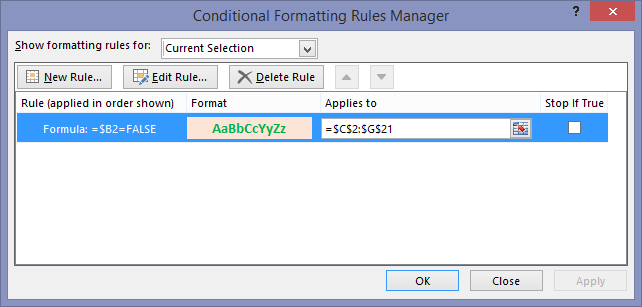 Conditional Formatting Rules Manager
? ×
Show formatting rules for: Current Selection
New Rule... Edit Rule... Delete Rule
Rule (applied in order shown) Format Applies to Stop If True
Formula: =$B2=FALSE AaBbCcYyZz =$C$2:$G$21
OK Close Apply